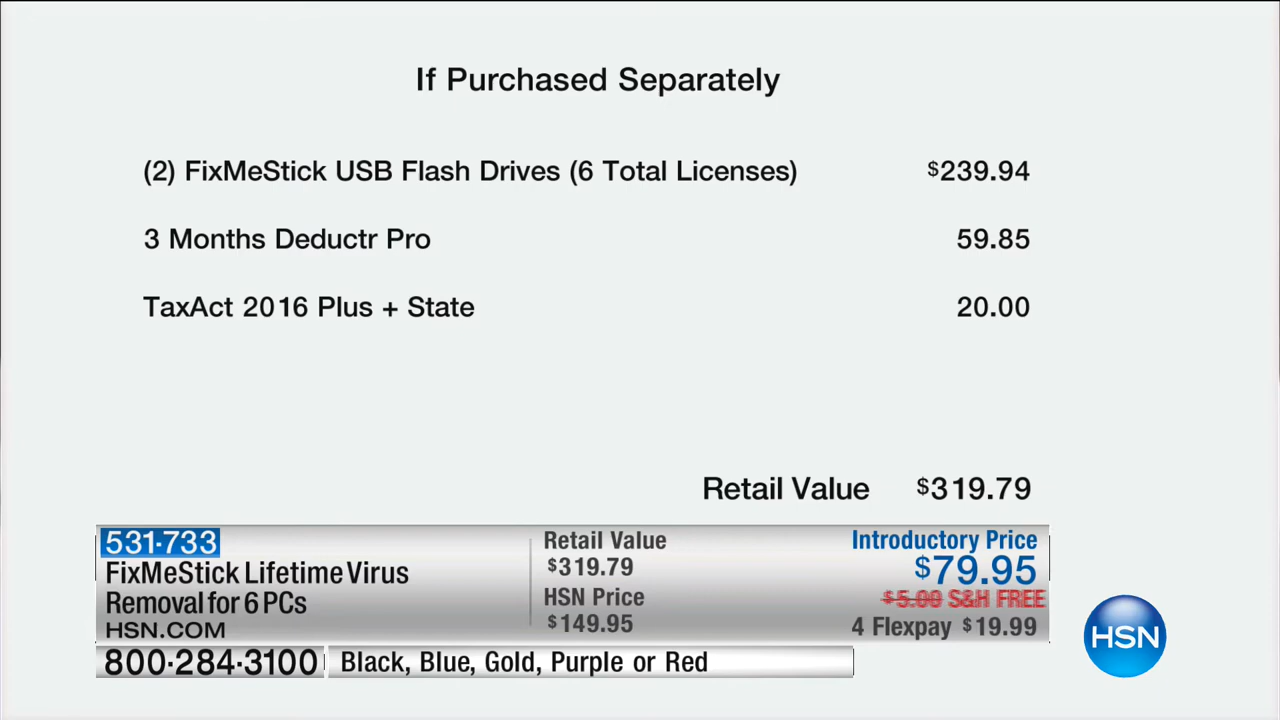 If Purchased Separately
(2) FixMeStick USB Flash Drives (6 Total Licenses) $239.94
3 Months Deductr Pro 59.85
TaxAct 2016 Plus + State 20.00
Retail Value $319.79
531·733
FixMeStick Lifetime Virus
Removal for 6 PCs
HSN.COM
Retail Value
$319.79
HSN Price
$149.95
Introductory Price
$79.95
$5.00 S&H FREE
4 Flexpay $19.99
800·284·3100 Black, Blue, Gold, Purple or Red
HSN